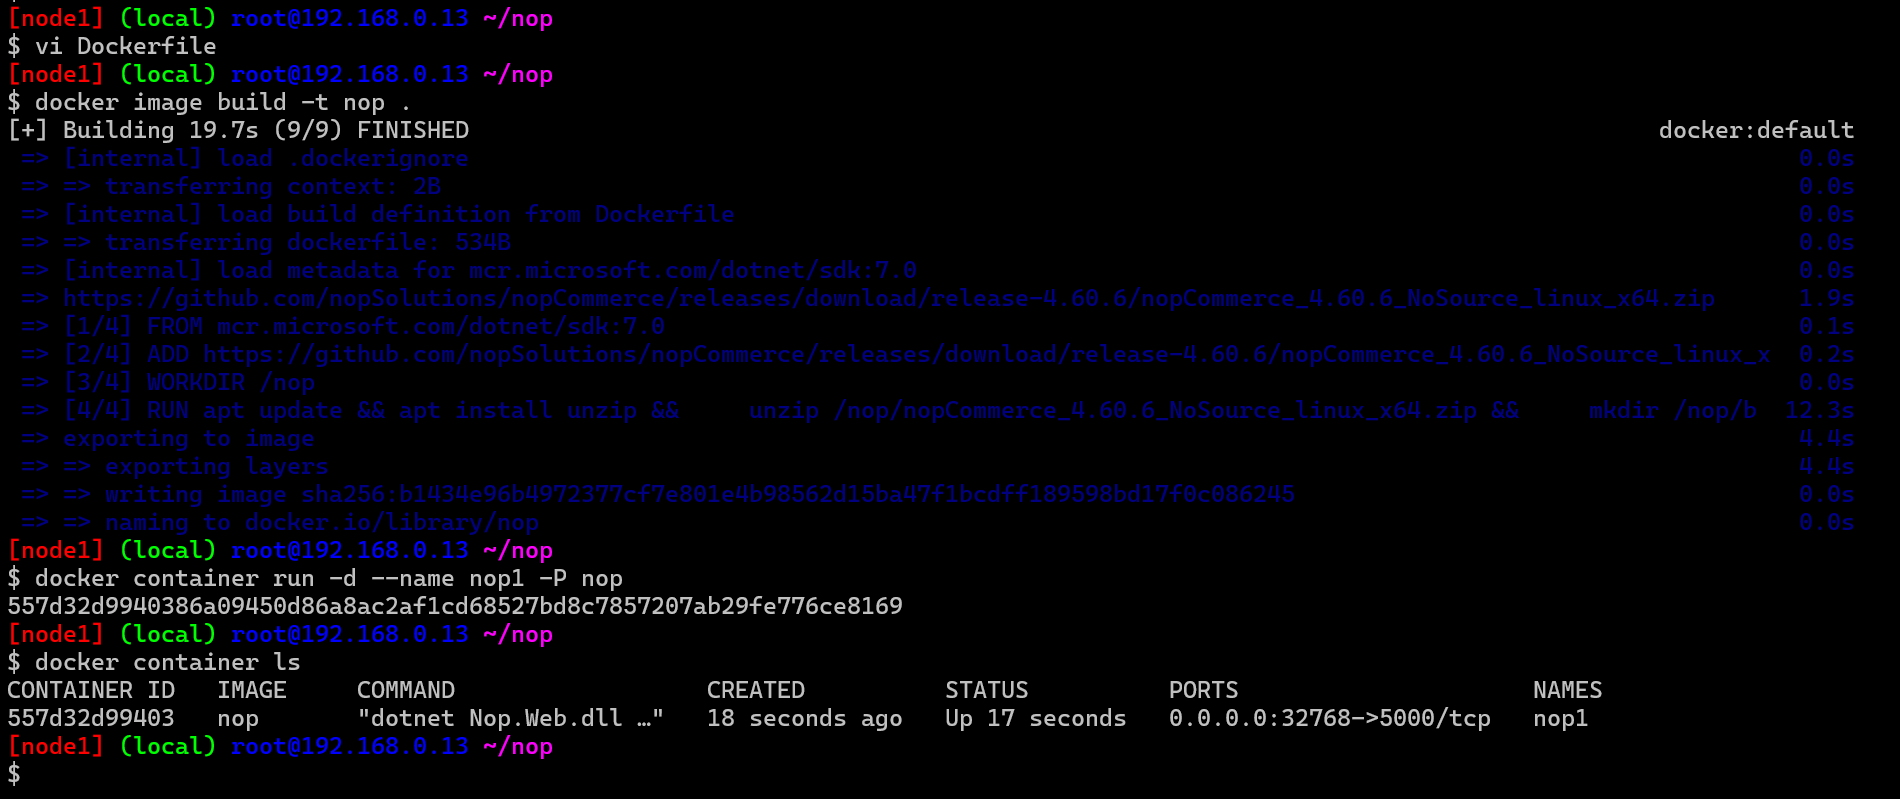 [node1] (local) root@192.168.0.13 ~/nop
$ vi Dockerfile
[node1] (local) root@192.168.0.13 ~/nop
$ docker image build -t nop .
[+] Building 19.7s (9/9) FINISHED docker:default
=> [internal] load .dockerignore 0.0s
=> => transferring context: 2B 0.0s
=> [internal] load build definition from Dockerfile 0.0s
=> => transferring dockerfile: 534B 0.0s
=> [internal] load metadata for mcr.microsoft.com/dotnet/sdk:7.0 0.0s
=> https://github.com/nopSolutions/nopCommerce/releases/download/release-4.60.6/nopCommerce_4.60.6_NoSource_linux_x64.zip 1.9s
=> [1/4] FROM mcr.microsoft.com/dotnet/sdk:7.0 0.1s
=> [2/4] ADD https://github.com/nopSolutions/nopCommerce/releases/download/release-4.60.6/nopCommerce_4.60.6_NoSource_linux_x 0.2s
=> [3/4] WORKDIR /nop 0.0s
=> [4/4] RUN apt update && apt install unzip && unzip /nop/nopCommerce_4.60.6_NoSource_linux_x64.zip && mkdir /nop/b 12.3s
=> exporting to image 4.4s
=> => exporting layers 4.4s
=> => writing image sha256:b1434e96b4972377cf7e801e4b98562d15ba47f1bcdff189598bd17f0c086245 0.0s
=> => naming to docker.io/library/nop 0.0s
[node1] (local) root@192.168.0.13 ~/nop
$ docker container run -d --name nop1 -P nop
557d32d9940386a09450d86a8ac2af1cd68527bd8c7857207ab29fe776ce8169
[node1] (local) root@192.168.0.13 ~/nop
$ docker container ls
CONTAINER ID IMAGE COMMAND CREATED STATUS PORTS NAMES
557d32d99403 nop "dotnet Nop.Web.dll …" 18 seconds ago Up 17 seconds 0.0.0.0:32768->5000/tcp nop1
[node1] (local) root@192.168.0.13 ~/nop
$